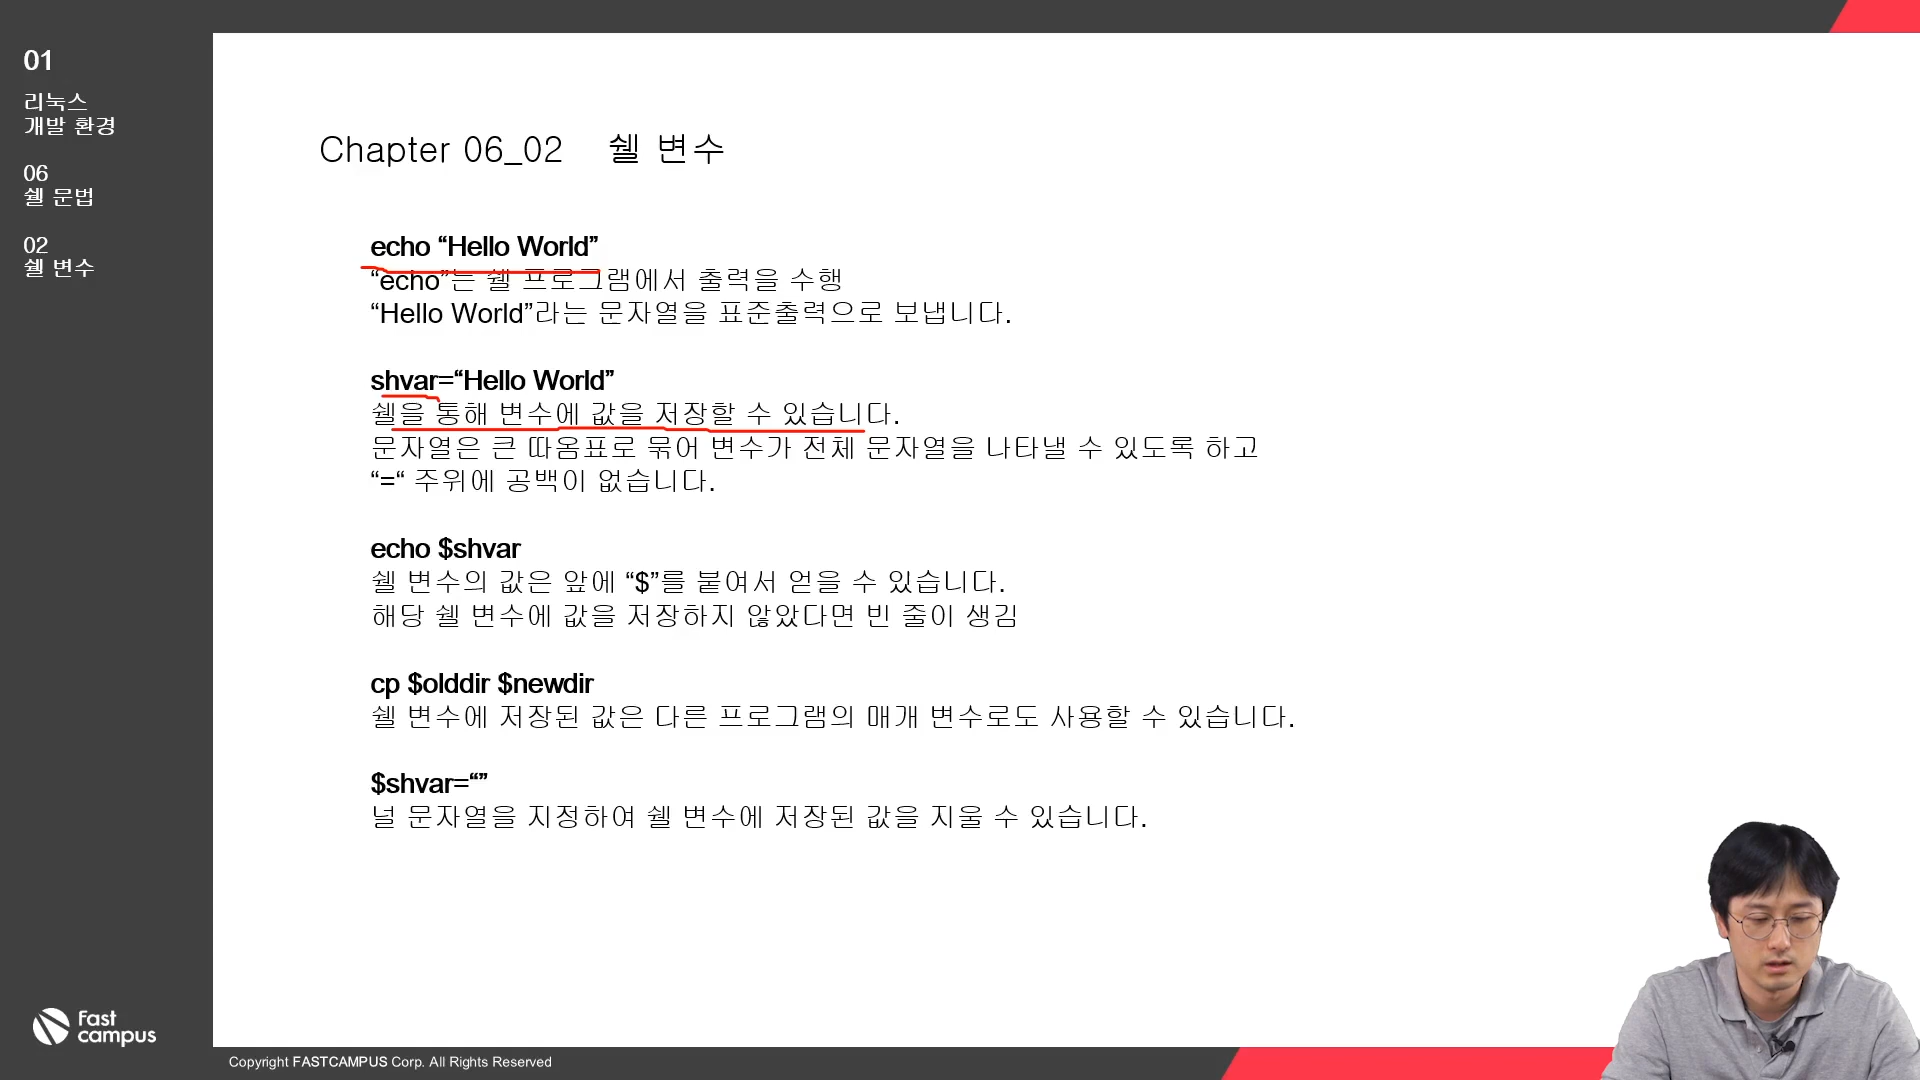 01
리눅스
개발 환경
06
쉘 문법
02
쉘 변수
Chapter 06_02 쉘 변수
echo “Hello World”
“echo”는 쉘 프로그램에서 출력을 수행
“Hello World”라는 문자열을 표준출력으로 보냅니다.
shvar=“Hello World”
쉘을 통해 변수에 값을 저장할 수 있습니다.
문자열은 큰 따옴표로 묶어 변수가 전체 문자열을 나타낼 수 있도록 하고
“=“ 주위에 공백이 없습니다.
echo $shvar
쉘 변수의 값은 앞에 “$”를 붙여서 얻을 수 있습니다.
해당 쉘 변수에 값을 저장하지 않았다면 빈 줄이 생김
cp $olddir $newdir
쉘 변수에 저장된 값은 다른 프로그램의 매개 변수로도 사용할 수 있습니다.
$shvar=“”
널 문자열을 지정하여 쉘 변수에 저장된 값을 지울 수 있습니다.
Fast
campus
Copyright FASTCAMPUS Corp. All Rights Reserved